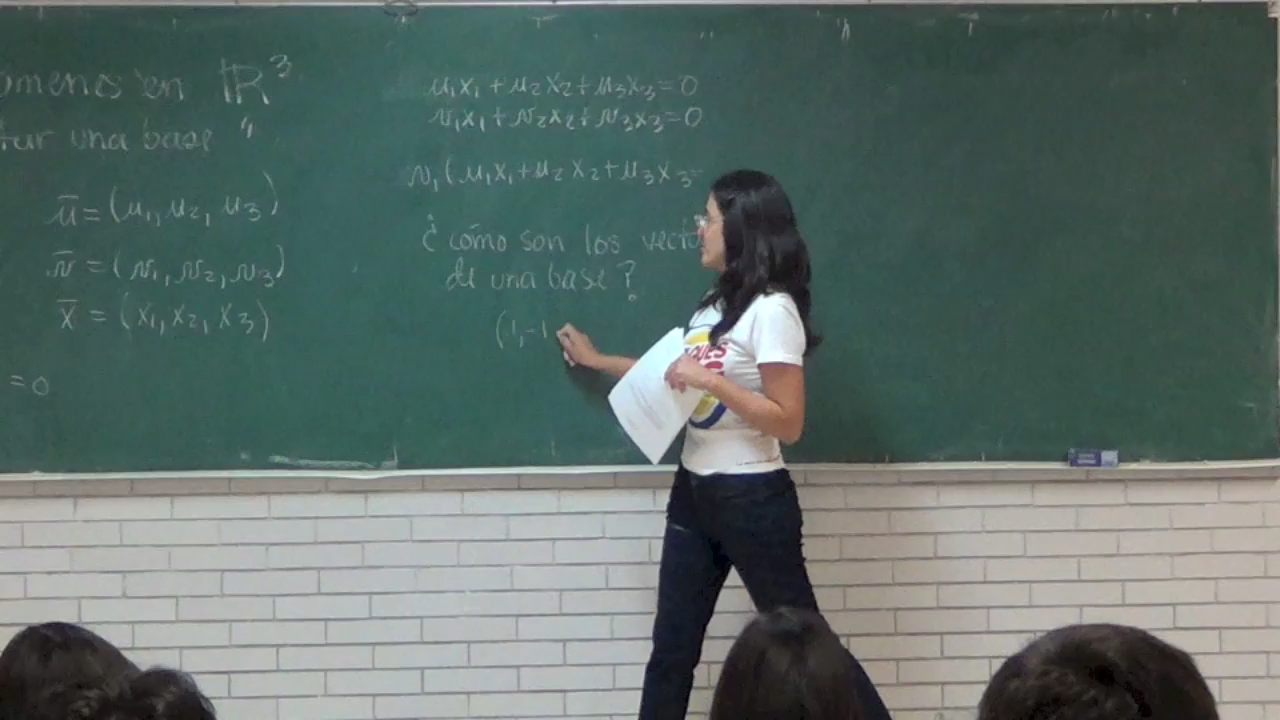 omenos en ℝ³
tar una base "
ū = (u₁, u₂, u₃)
v̄ = (v₁, v₂, v₃)
x̄ = (x₁, x₂, x₃)
= 0
u₁x₁ + u₂x₂ + u₃x₃ = 0
v₁x₁ + v₂x₂ + v₃x₃ = 0
v₁(u₁x₁ + u₂x₂ + u₃x₃ =
¿ como son los vecto
de una base ?
(1, -1